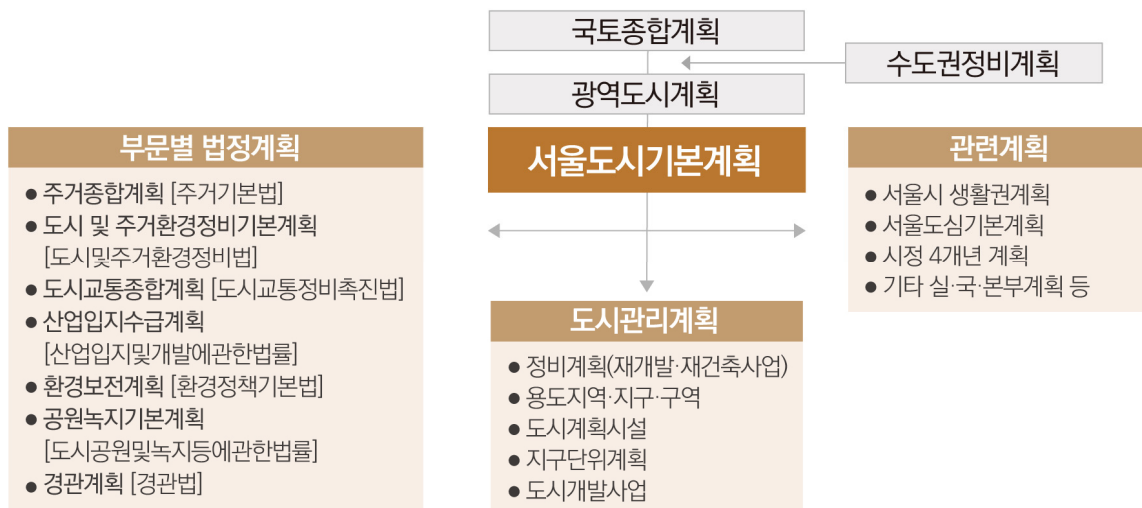 국토종합계획
수도권정비계획
광역도시계획
서울도시기본계획
부문별 법정계획
● 주거종합계획 [주거기본법]
● 도시 및 주거환경정비기본계획
[도시및주거환경정비법]
● 도시교통종합계획 [도시교통정비촉진법]
● 산업입지수급계획
[산업입지및개발에관한법률]
● 환경보전계획 [환경정책기본법]
● 공원녹지기본계획
[도시공원및녹지등에관한법률]
● 경관계획 [경관법]
관련계획
● 서울시 생활권계획
● 서울도심기본계획
● 시정 4개년 계획
● 기타 실·국·본부계획 등
도시관리계획
● 정비계획(재개발·재건축사업)
● 용도지역·지구·구역
● 도시계획시설
● 지구단위계획
● 도시개발사업